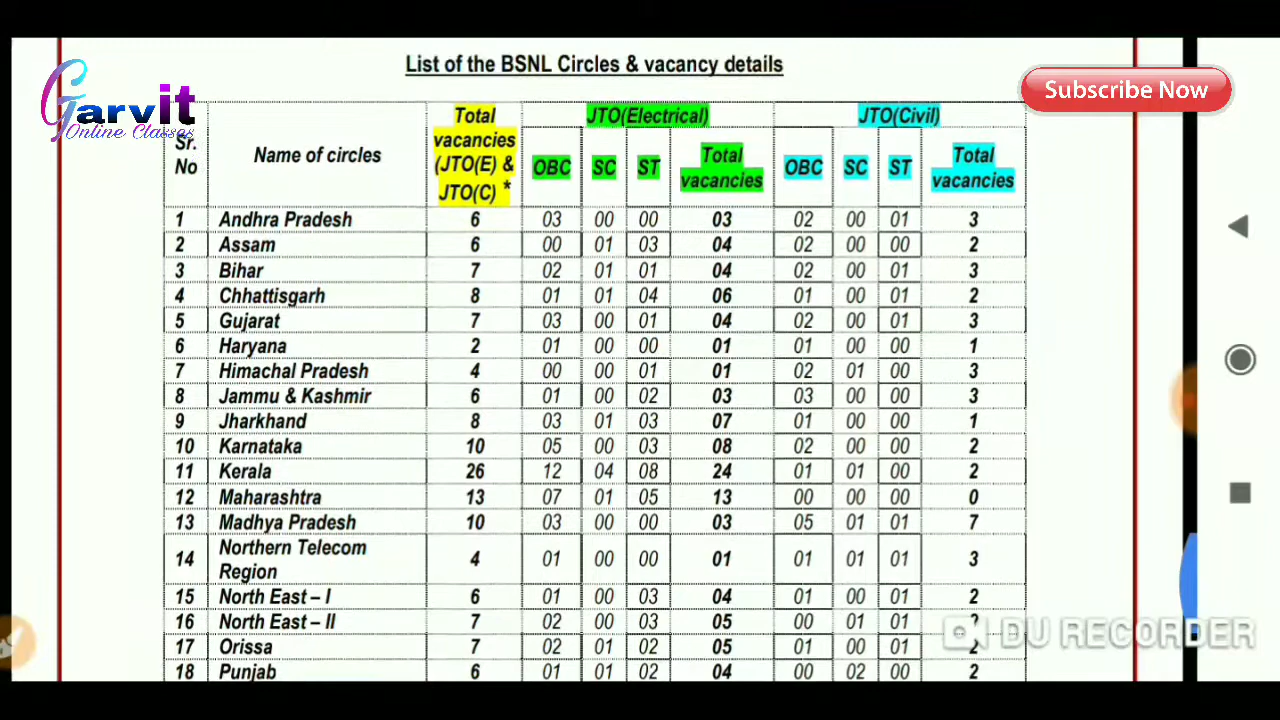 List of the BSNL Circles & vacancy details
Garvit
Online Classes
Subscribe Now
Sr. No Name of circles Total vacancies (JTO(E) & JTO(C) * JTO(Electrical) JTO(Civil)
OBC SC ST Total vacancies OBC SC ST Total vacancies
1 Andhra Pradesh 6 03 00 00 03 02 00 01 3
2 Assam 6 00 01 03 04 02 00 00 2
3 Bihar 7 02 01 01 04 02 00 01 3
4 Chhattisgarh 8 01 01 04 06 01 00 01 2
5 Gujarat 7 03 00 01 04 02 00 01 3
6 Haryana 2 01 00 00 01 01 00 00 1
7 Himachal Pradesh 4 00 00 01 01 02 01 00 3
8 Jammu & Kashmir 6 01 00 02 03 03 00 00 3
9 Jharkhand 8 03 01 03 07 01 00 00 1
10 Karnataka 10 05 00 03 08 02 00 00 2
11 Kerala 26 12 04 08 24 01 01 00 2
12 Maharashtra 13 07 01 05 13 00 00 00 0
13 Madhya Pradesh 10 03 00 00 03 05 01 01 7
14 Northern Telecom Region 4 01 00 00 01 01 01 01 3
15 North East – I 6 01 00 03 04 01 00 01 2
16 North East – II 7 02 00 03 05 00 01 01 2
17 Orissa 7 02 01 02 05 01 00 01 2
18 Punjab 6 01 01 02 04 00 02 00 2
DU RECORDER